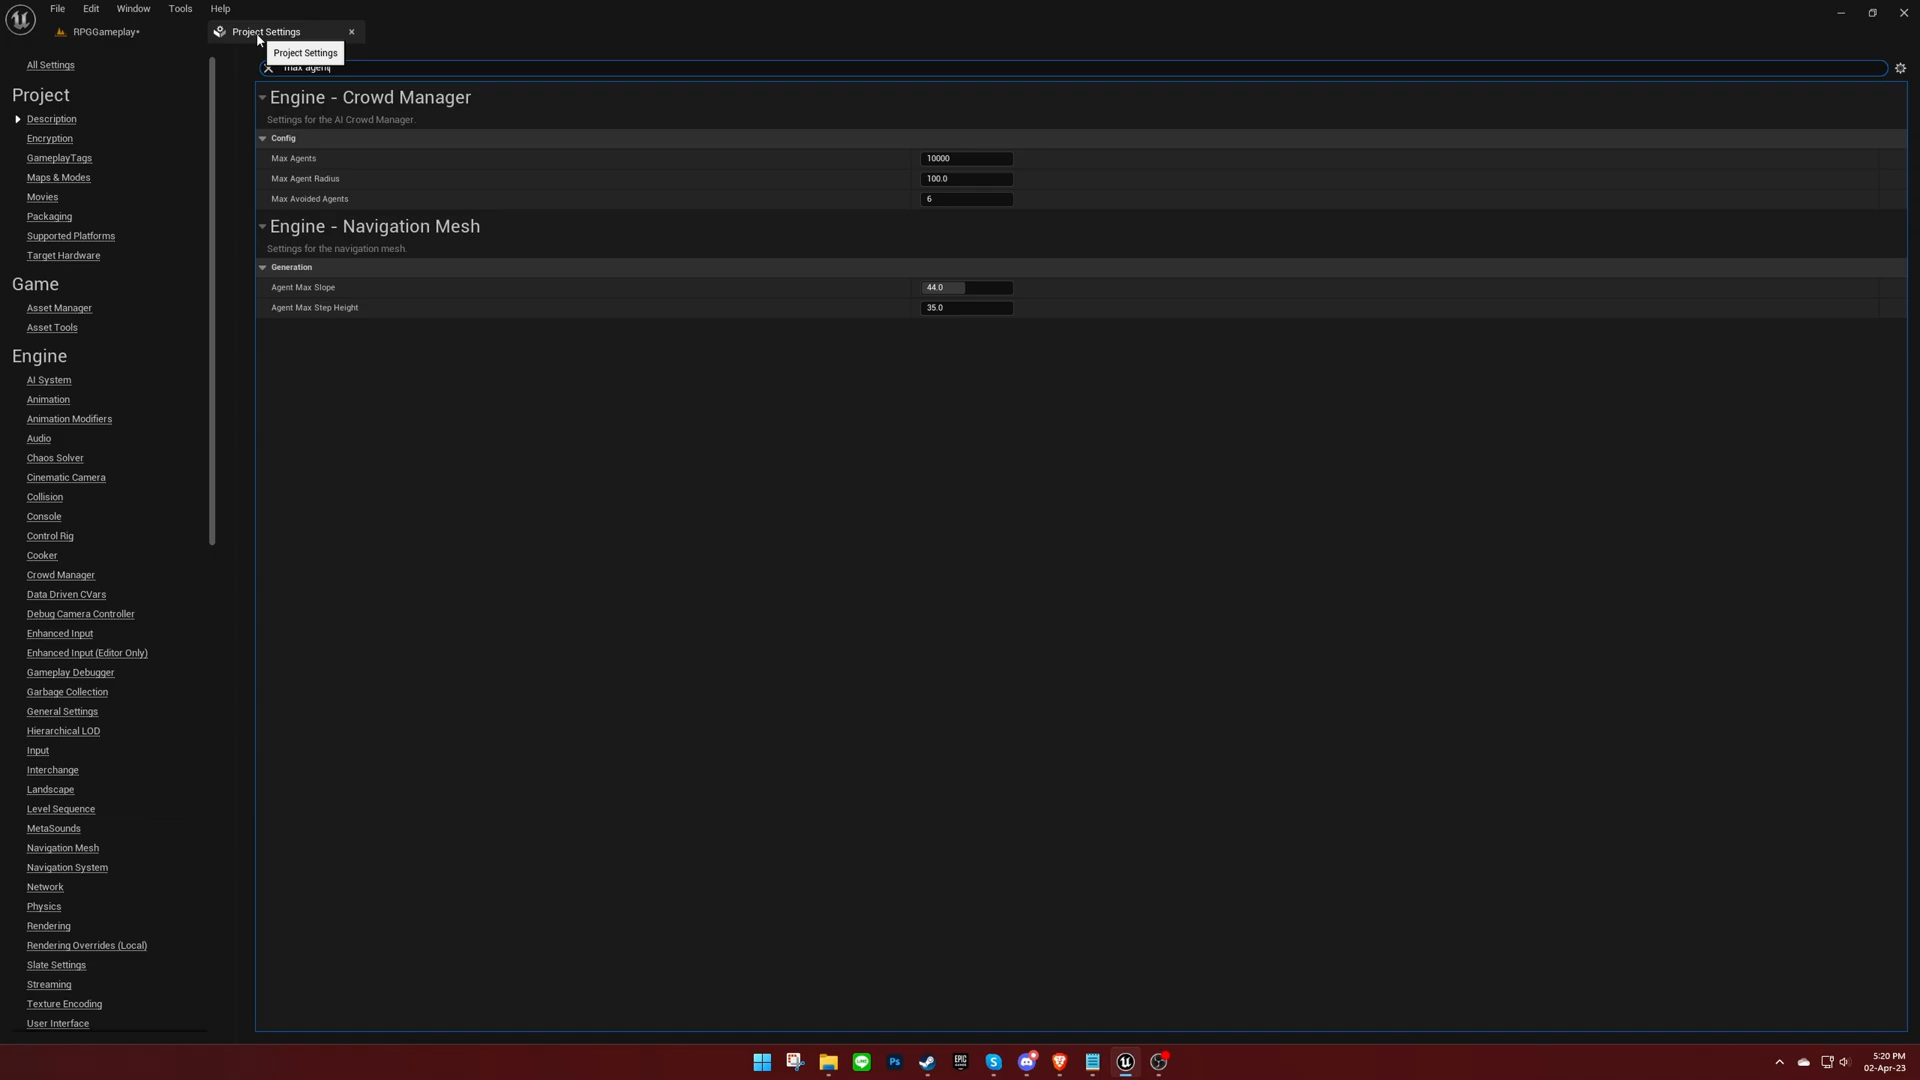 File Edit Window Tools Help
RPGGameplay*
Project Settings
Project Settings
max agent
All Settings
Project
Description
Encryption
GameplayTags
Maps & Modes
Movies
Packaging
Supported Platforms
Target Hardware
Game
Asset Manager
Asset Tools
Engine
AI System
Animation
Animation Modifiers
Audio
Chaos Solver
Cinematic Camera
Collision
Console
Control Rig
Cooker
Crowd Manager
Data Driven CVars
Debug Camera Controller
Enhanced Input
Enhanced Input (Editor Only)
Gameplay Debugger
Garbage Collection
General Settings
Hierarchical LOD
Input
Interchange
Landscape
Level Sequence
MetaSounds
Navigation Mesh
Navigation System
Network
Physics
Rendering
Rendering Overrides (Local)
Slate Settings
Streaming
Texture Encoding
User Interface
Engine - Crowd Manager
Settings for the AI Crowd Manager.
Config
Max Agents 10000
Max Agent Radius 100.0
Max Avoided Agents 6
Engine - Navigation Mesh
Settings for the navigation mesh.
Generation
Agent Max Slope 44.0
Agent Max Step Height 35.0
LINE
Ps
EPIC GAMES
S
5:20 PM
02-Apr-23